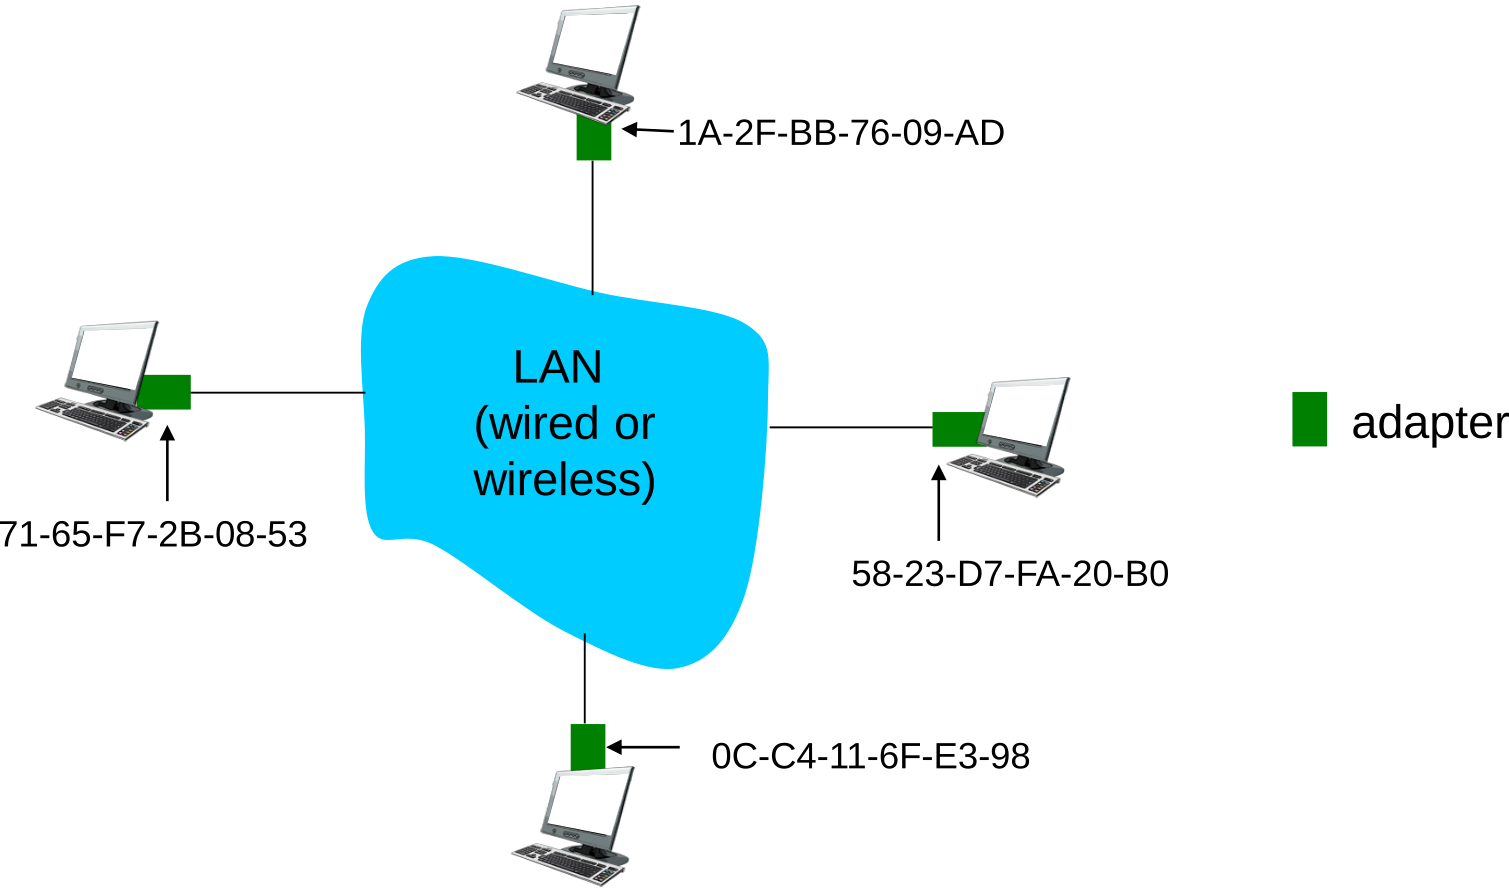 1A-2F-BB-76-09-AD
LAN
(wired or
wireless)
adapter
71-65-F7-2B-08-53
58-23-D7-FA-20-B0
0C-C4-11-6F-E3-98